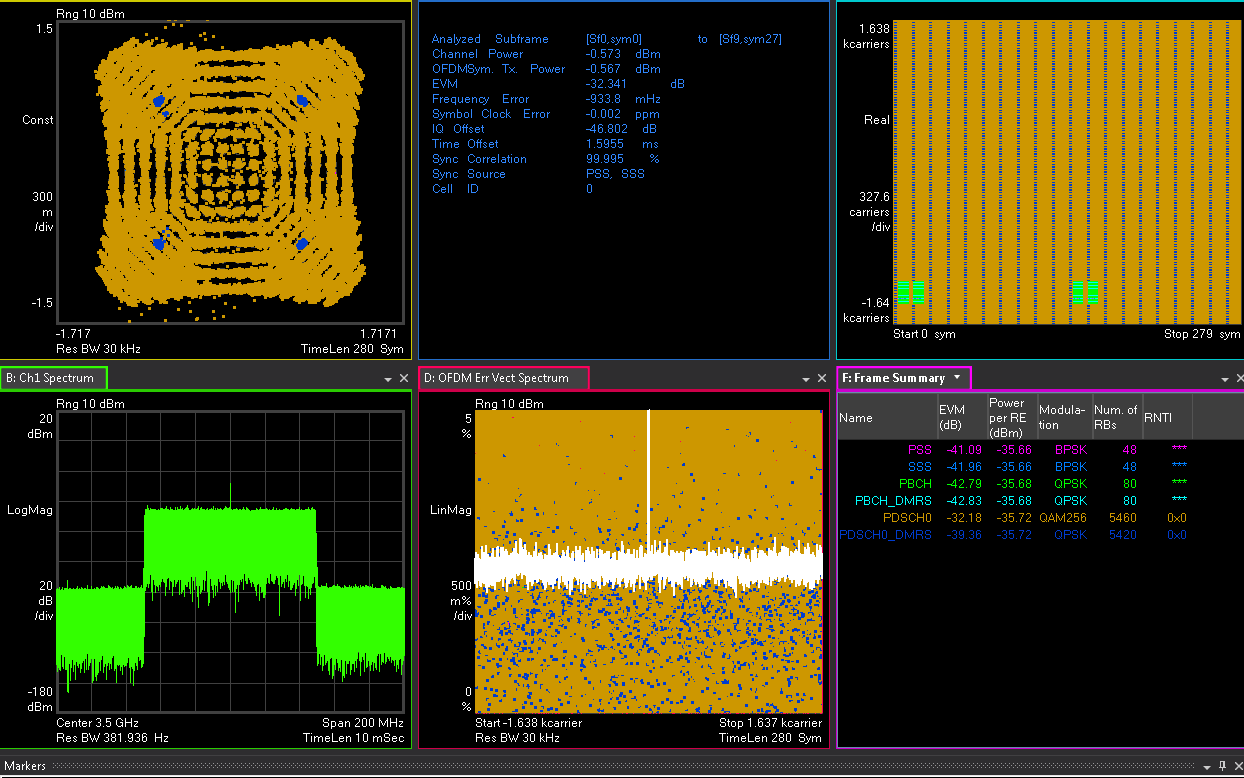 Rng 10 dBm
1.5
Const
300
m
/div
-1.5
-1.717 1.7171
Res BW 30 kHz TimeLen 280 Sym
Analyzed Subframe [Sf0,sym0] to [Sf9,sym27]
Channel Power -0.573 dBm
OFDMSym. Tx. Power -0.567 dBm
EVM -32.341 dB
Frequency Error -933.8 mHz
Symbol Clock Error -0.002 ppm
IQ Offset -46.802 dB
Time Offset 1.5955 ms
Sync Correlation 99.995 %
Sync Source PSS, SSS
Cell ID 0
1.638
kcarriers
Real
327.6
carriers
/div
-1.64
kcarriers
Start 0 sym Stop 279 sym
B: Ch1 Spectrum
Rng 10 dBm
20
dBm
LogMag
20
dB
/div
-180
dBm
Center 3.5 GHz Span 200 MHz
Res BW 381.936 Hz TimeLen 10 mSec
D: OFDM Err Vect Spectrum
Rng 10 dBm
5
%
LinMag
500
m%
/div
0
%
Start -1.638 kcarrier Stop 1.637 kcarrier
Res BW 30 kHz TimeLen 280 Sym
F: Frame Summary
Name EVM (dB) Power per RE (dBm) Modula-tion Num. of RBs RNTI
PSS -41.09 -35.66 BPSK 48 ***
SSS -41.96 -35.66 BPSK 48 ***
PBCH -42.79 -35.68 QPSK 80 ***
PBCH_DMRS -42.83 -35.68 QPSK 80 ***
PDSCH0 -32.18 -35.72 QAM256 5460 0x0
PDSCH0_DMRS -39.36 -35.72 QPSK 5420 0x0
Markers